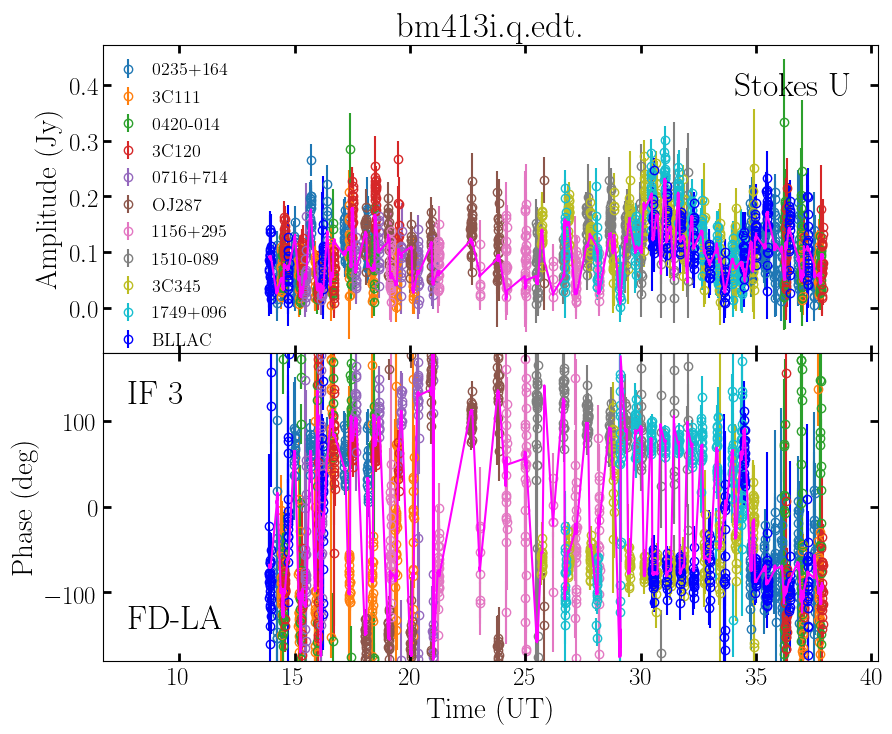 bm413i.q.edt.
Stokes U
0235+164
3C111
0420-014
3C120
0716+714
OJ287
1156+295
1510-089
3C345
1749+096
BLLAC
Amplitude (Jy)
0.4
0.3
0.2
0.1
0.0
IF 3
FD-LA
Phase (deg)
100
0
−100
10 15 20 25 30 35 40
Time (UT)